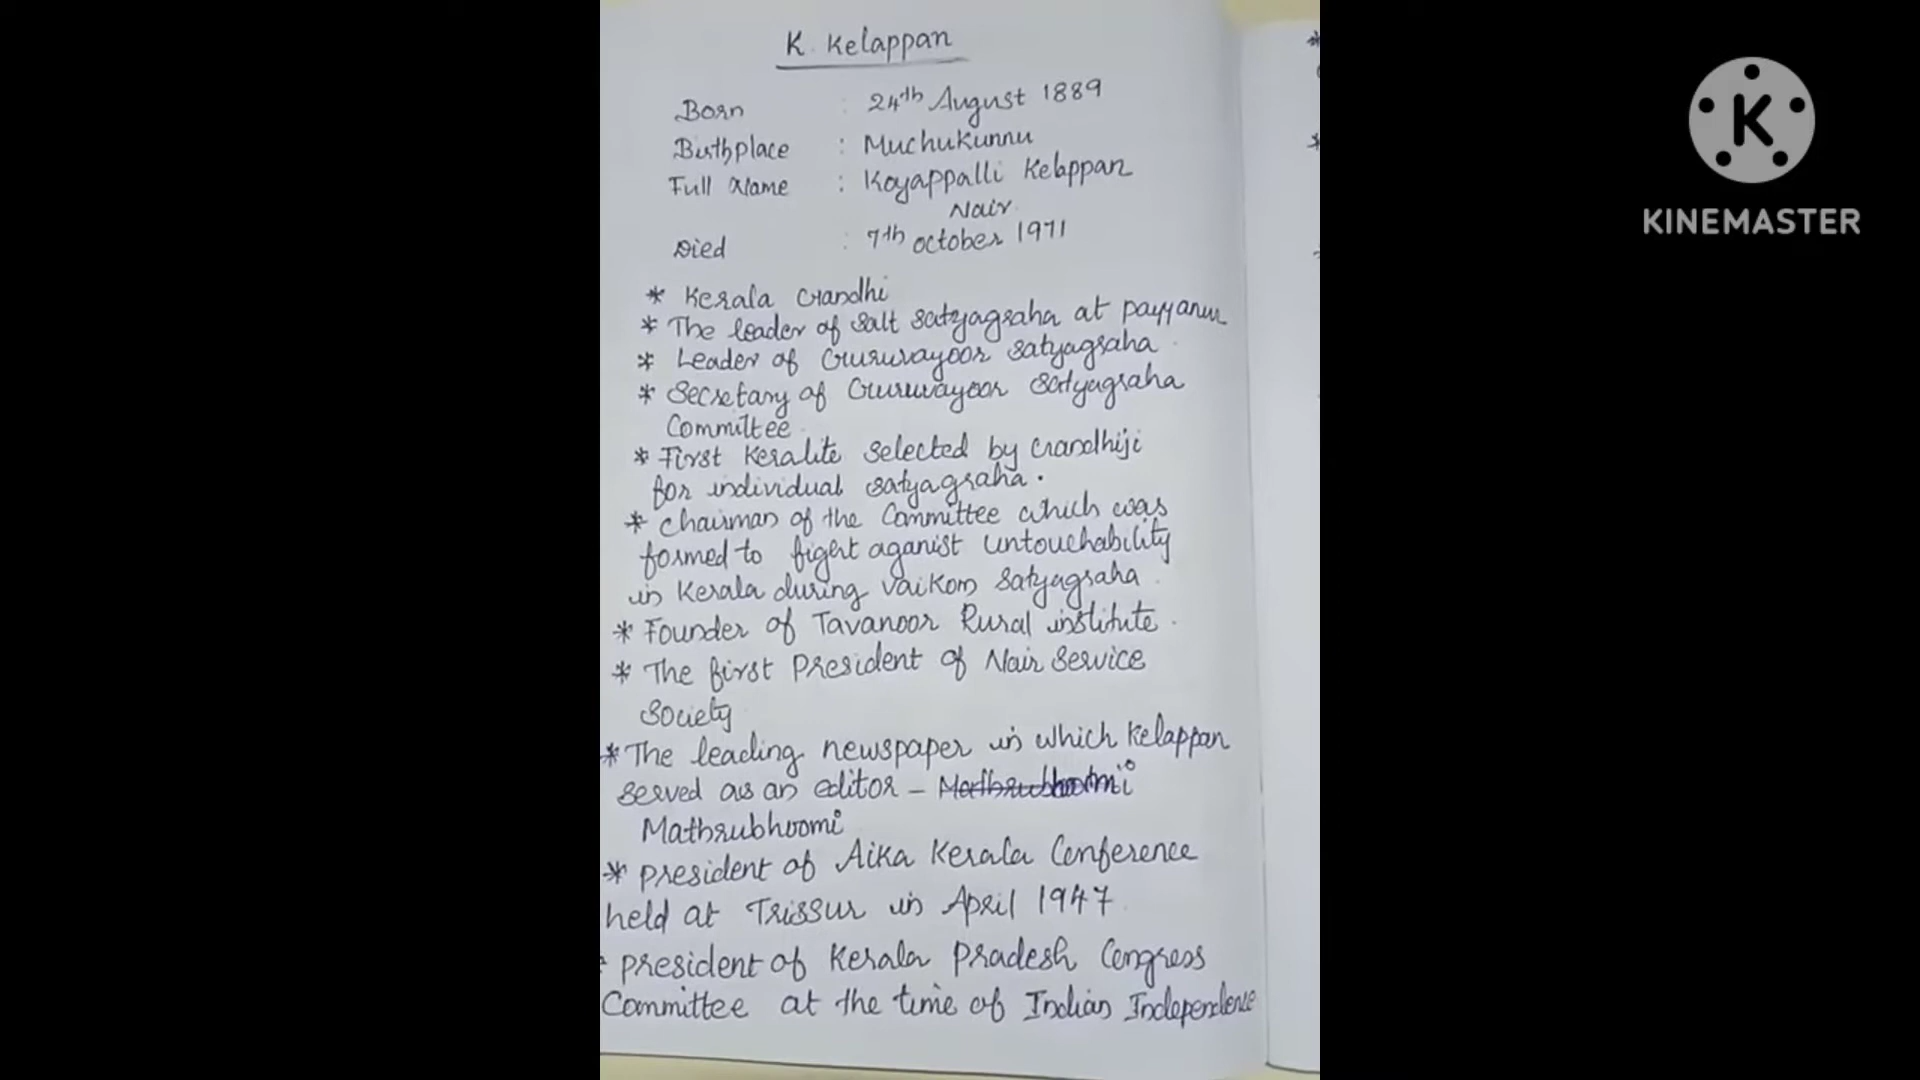 K. Kelappan
Born : 24th August 1889
Birthplace : Muchukunnu
Full Name : Koyappalli Kelappan
Nair
Died : 7th october 1971
* Kerala Gandhi
* The leader of salt satyagraha at payyanur
* Leader of Guruvayoor satyagraha
* Secretary of Guruvayoor satyagraha
Committee.
* First Keralite selected by Gandhiji
for individual satyagraha.
* Chairman of the Committee which was
formed to fight aganist untouchability
in Kerala during Vaikom satyagraha.
* Founder of Tavanoor Rural institute.
* The first President of Nair Service
Society
* The leading newspaper in which Kelappan
served as an editor - Mathrubhoomi
Mathrubhoomi
* president of Aika Kerala Conference
held at Trissur in April 1947
* president of Kerala Pradesh Congress
Committee at the time of Indian Independence
K
KINEMASTER